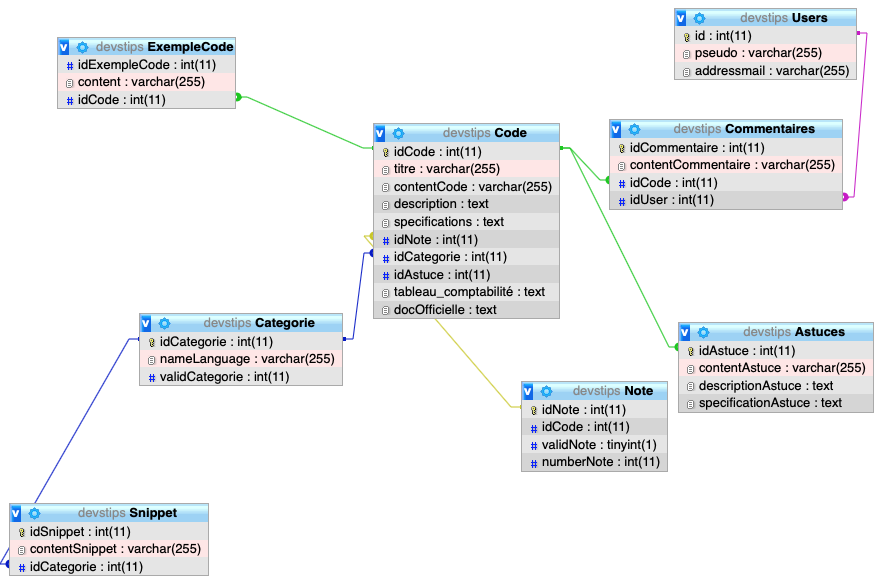 v devstips ExempleCode
idExempleCode : int(11)
content : varchar(255)
idCode : int(11)
v devstips Users
id : int(11)
pseudo : varchar(255)
addressmail : varchar(255)
v devstips Code
idCode : int(11)
titre : varchar(255)
contentCode : varchar(255)
description : text
specifications : text
idNote : int(11)
idCategorie : int(11)
idAstuce : int(11)
tableau_comptabilité : text
docOfficielle : text
v devstips Commentaires
idCommentaire : int(11)
contentCommentaire : varchar(255)
idCode : int(11)
idUser : int(11)
v devstips Categorie
idCategorie : int(11)
nameLanguage : varchar(255)
validCategorie : int(11)
v devstips Astuces
idAstuce : int(11)
contentAstuce : varchar(255)
descriptionAstuce : text
specificationAstuce : text
v devstips Note
idNote : int(11)
idCode : int(11)
validNote : tinyint(1)
numberNote : int(11)
v devstips Snippet
idSnippet : int(11)
contentSnippet : varchar(255)
idCategorie : int(11)